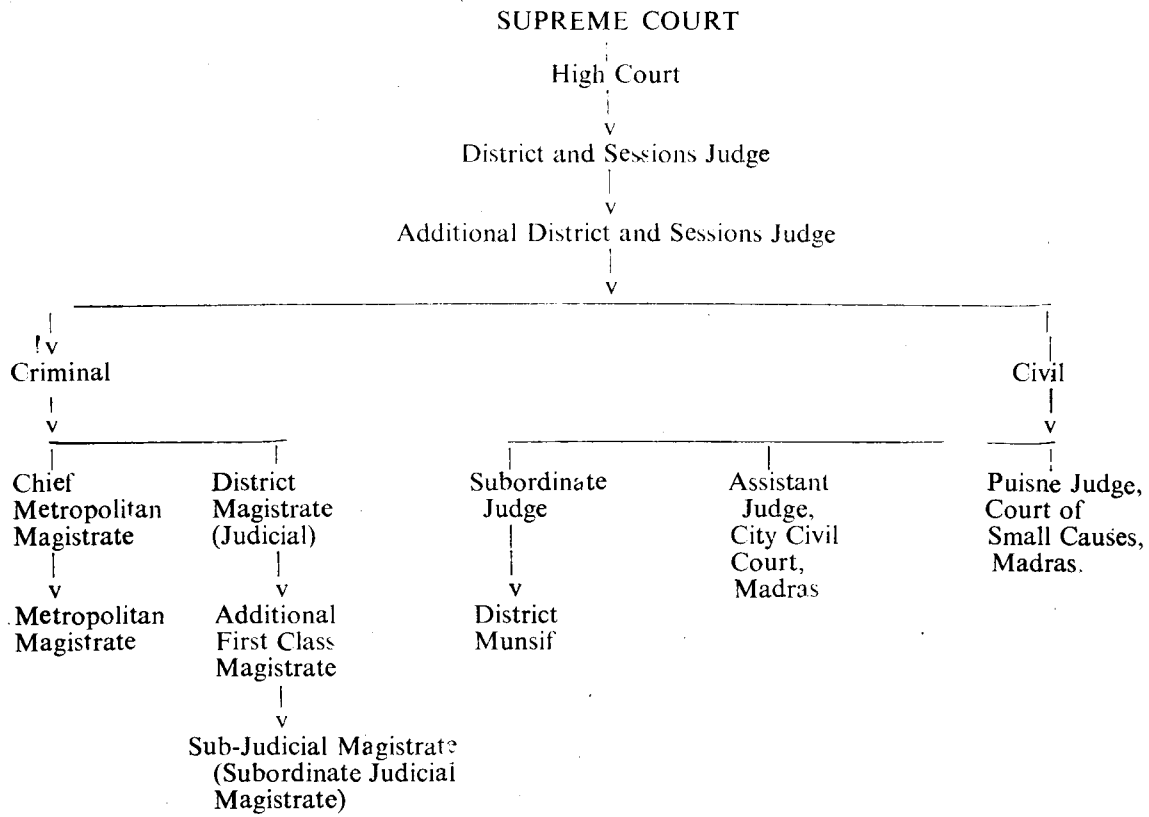 SUPREME COURT
High Court
District and Sessions Judge
Additional District and Sessions Judge
Criminal
Civil
Chief
Metropolitan
Magistrate
Metropolitan
Magistrate
District
Magistrate
(Judicial)
Additional
First Class
Magistrate
Sub-Judicial Magistrate
(Subordinate Judicial
Magistrate)
Subordinate
Judge
District
Munsif
Assistant
Judge,
City Civil
Court,
Madras
Puisne Judge,
Court of
Small Causes,
Madras.